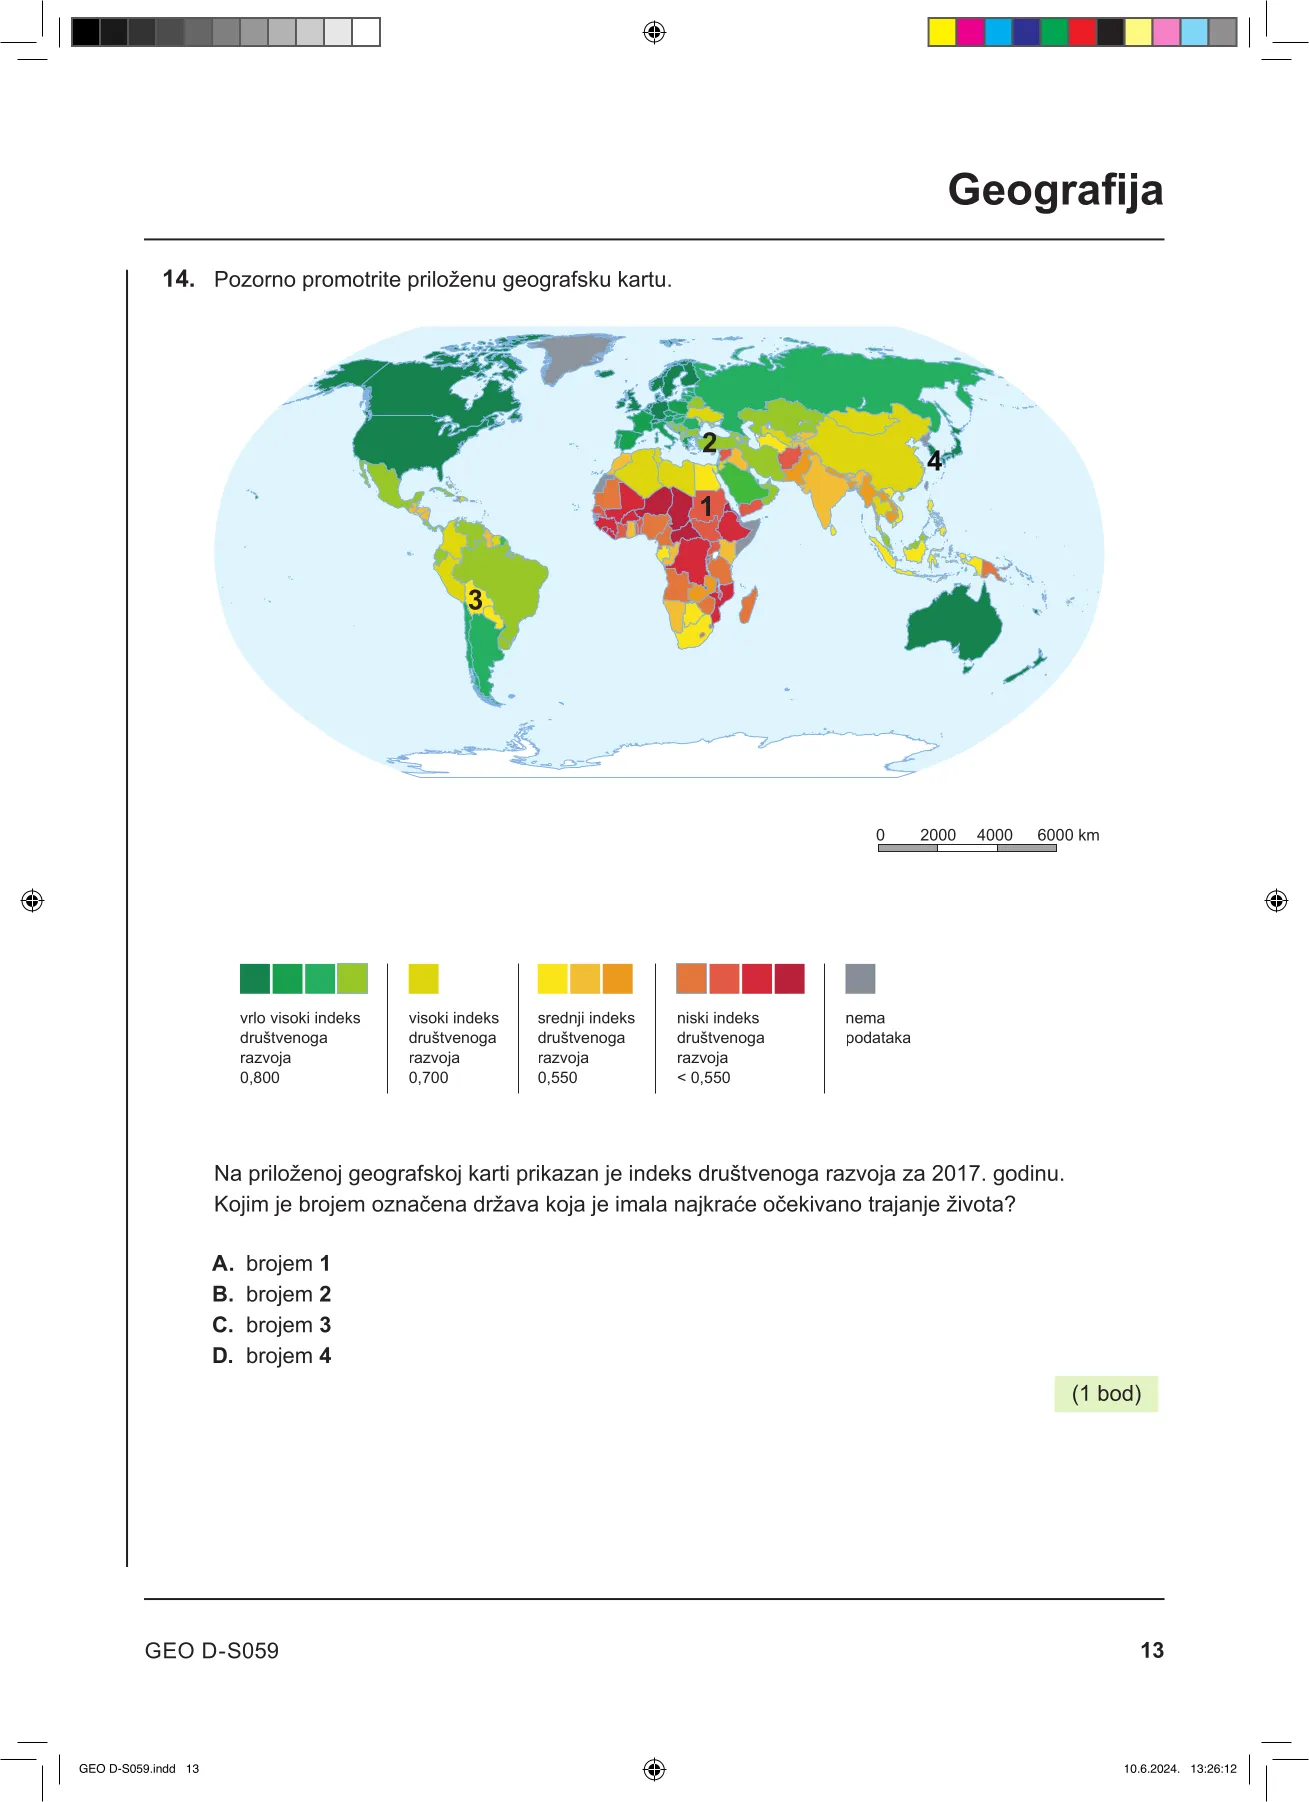 Geografija
14. Pozorno promotrite priloženu geografsku kartu.
2
4
1
3
0 2000 4000 6000 km
vrlo visoki indeks
društvenoga
razvoja
0,800
visoki indeks
društvenoga
razvoja
0,700
srednji indeks
društvenoga
razvoja
0,550
niski indeks
društvenoga
razvoja
< 0,550
nema
podataka
Na priloženoj geografskoj karti prikazan je indeks društvenoga razvoja za 2017. godinu.
Kojim je brojem označena država koja je imala najkraće očekivano trajanje života?
A. brojem 1
B. brojem 2
C. brojem 3
D. brojem 4
(1 bod)
GEO D-S059
13
GEO D-S059.indd 13
10.6.2024. 13:26:12